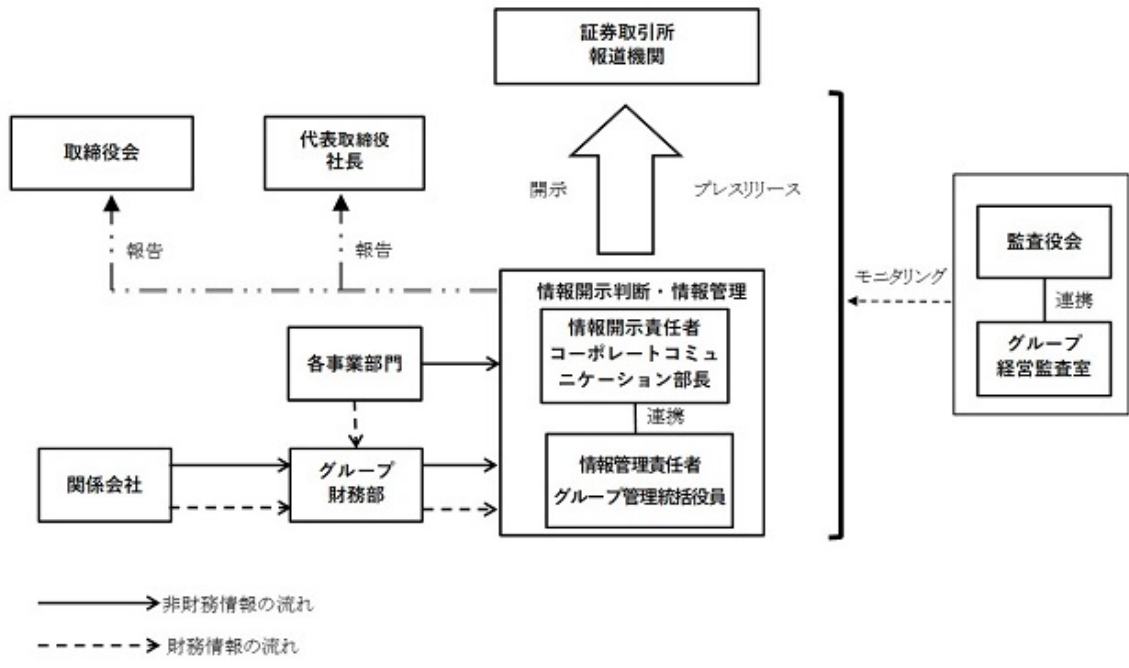 証券取引所
報道機関
取締役会
代表取締役
社長
開示
プレスリリース
報告
報告
監査役会
連携
グループ
経営監査室
モニタリング
情報開示判断・情報管理
情報開示責任者
コーポレートコミュ
ニケーション部長
連携
情報管理責任者
グループ管理統括役員
各事業部門
関係会社
グループ
財務部
非財務情報の流れ
財務情報の流れ